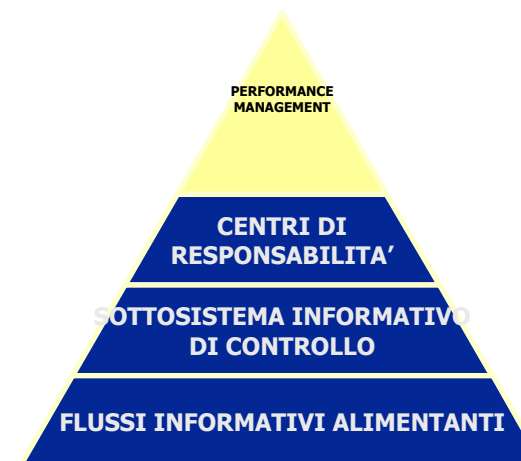 PERFORMANCE
MANAGEMENT
CENTRI DI
RESPONSABILITA’
SOTTOSISTEMA INFORMATIVO
DI CONTROLLO
FLUSSI INFORMATIVI ALIMENTANTI